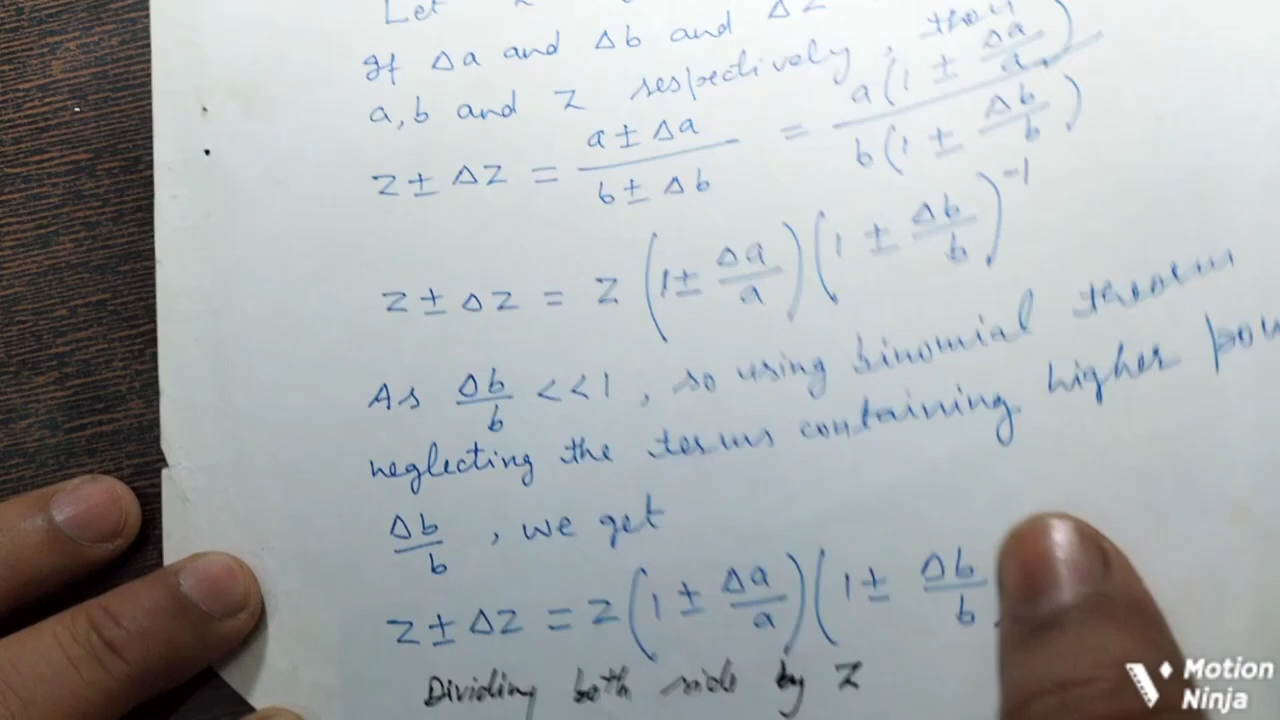 Let
If Δa and Δb and Δz
a, b and z respectively, then
z ± Δz = (a ± Δa)/(b ± Δb) = a(1 ± Δa/a)/b(1 ± Δb/b)
z ± Δz = z (1 ± Δa/a)(1 ± Δb/b)⁻¹
As Δb/b <<1, so using binomial theorem
neglecting the terms containing higher pow
Δb/b, we get
z ± Δz = z(1 ± Δa/a)(1 ± Δb/b
Dividing both side by z
Motion
Ninja